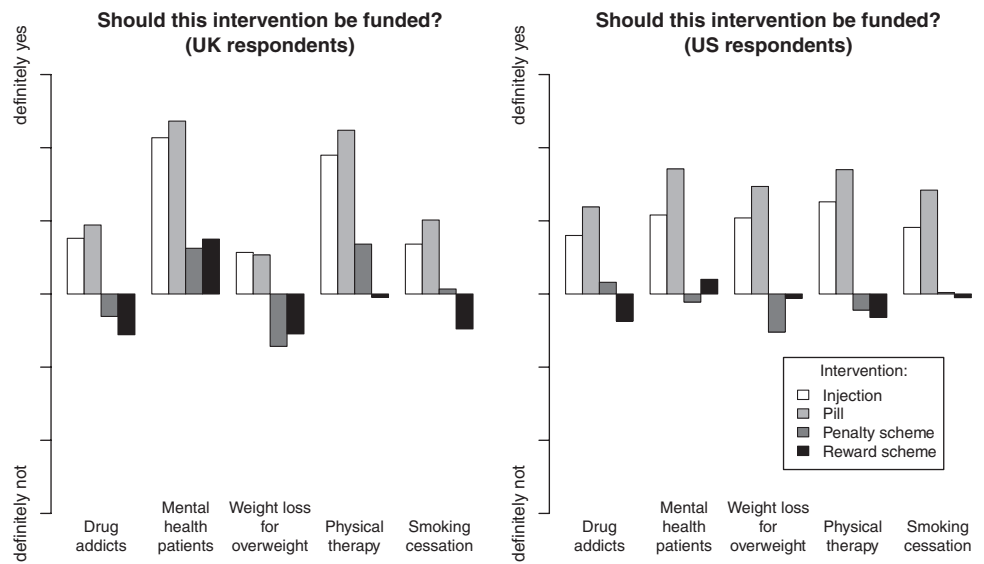 Should this intervention be funded?
(UK respondents)
definitely yes
definitely not
Drug
addicts
Mental
health
patients
Weight loss
for
overweight
Physical
therapy
Smoking
cessation
Should this intervention be funded?
(US respondents)
definitely yes
definitely not
Intervention:
Injection
Pill
Penalty scheme
Reward scheme
Drug
addicts
Mental
health
patients
Weight loss
for
overweight
Physical
therapy
Smoking
cessation